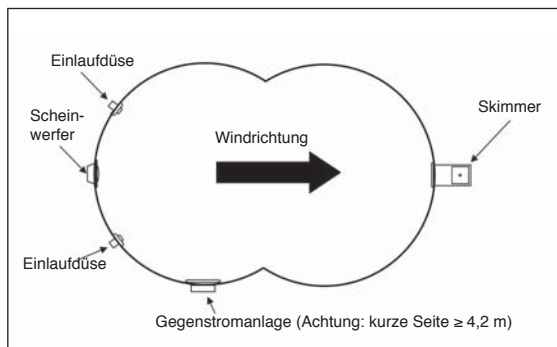 Einlaufdüse
Schein-
werfer
Windrichtung
Skimmer
Einlaufdüse
Gegenstromanlage (Achtung: kurze Seite ≥ 4,2 m)